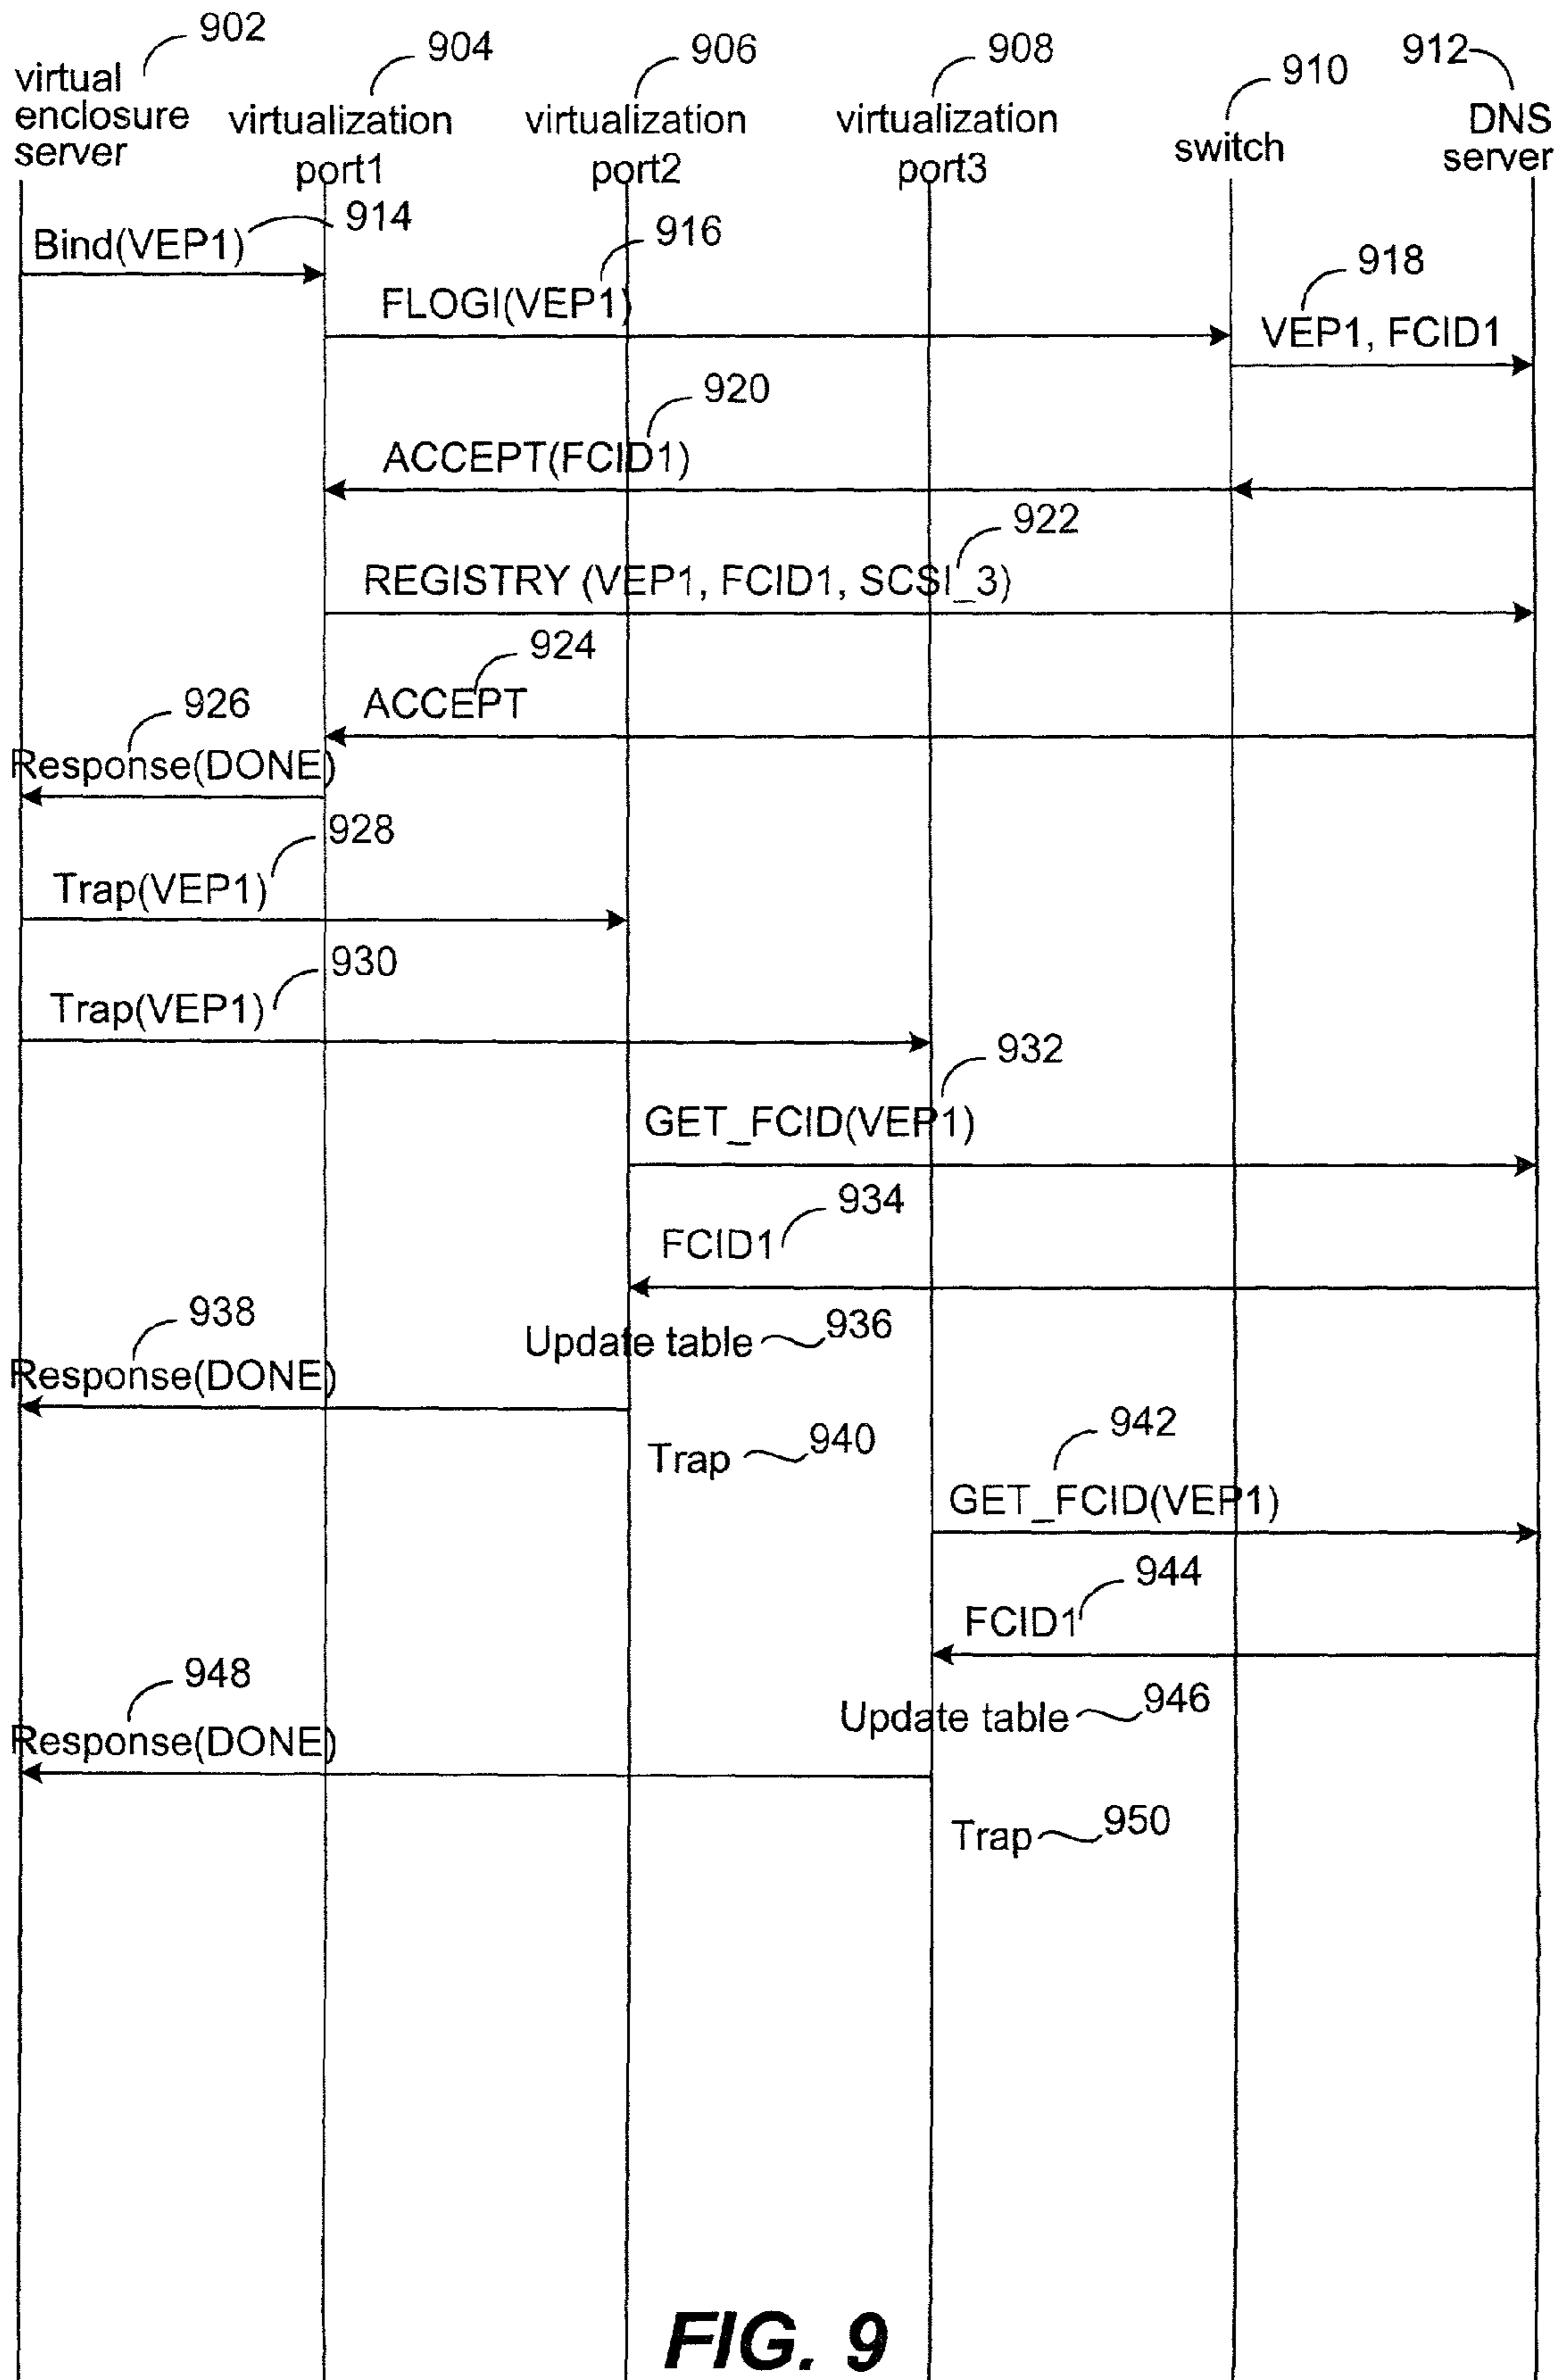 902
904
906
908
910
912
virtual
enclosure
server
virtualization
port1
virtualization
port2
virtualization
port3
switch
DNS
server
914
Bind(VEP1)
916
FLOGI(VEP1)
918
VEP1, FCID1
920
ACCEPT(FCID1)
922
REGISTRY (VEP1, FCID1, SCSI_3)
924
ACCEPT
926
Response(DONE)
928
Trap(VEP1)
930
Trap(VEP1)
932
GET_FCID(VEP1)
934
FCID1
936
Update table
938
Response(DONE)
940
Trap
942
GET_FCID(VEP1)
944
FCID1
946
Update table
948
Response(DONE)
950
Trap
FIG. 9